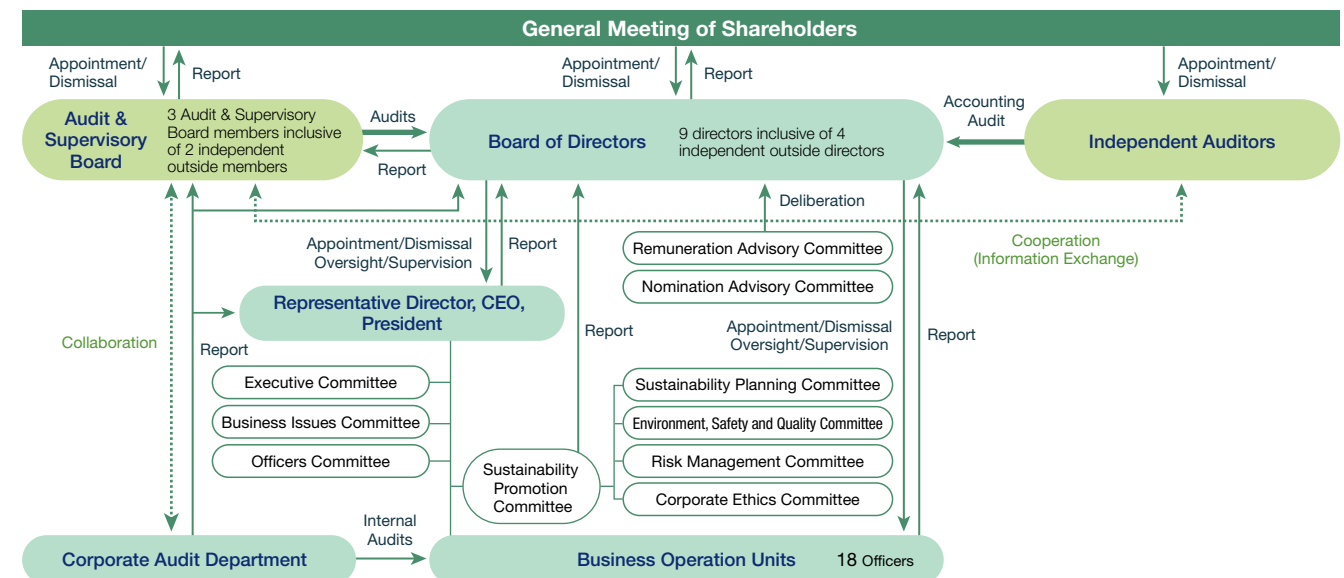 General Meeting of Shareholders
Appointment/
Dismissal
Report
Appointment/
Dismissal
Report
Appointment/
Dismissal
Audit &
Supervisory
Board
3 Audit & Supervisory
Board members inclusive
of 2 independent
outside members
Audits
Report
Board of Directors
9 directors inclusive of 4
independent outside directors
Accounting
Audit
Independent Auditors
Deliberation
Appointment/Dismissal
Oversight/Supervision
Report
Remuneration Advisory Committee
Nomination Advisory Committee
Cooperation
(Information Exchange)
Representative Director, CEO,
President
Collaboration
Report
Report
Appointment/Dismissal
Oversight/Supervision
Report
Executive Committee
Business Issues Committee
Officers Committee
Sustainability
Promotion
Committee
Sustainability Planning Committee
Environment, Safety and Quality Committee
Risk Management Committee
Corporate Ethics Committee
Internal
Audits
Corporate Audit Department
Business Operation Units
18 Officers